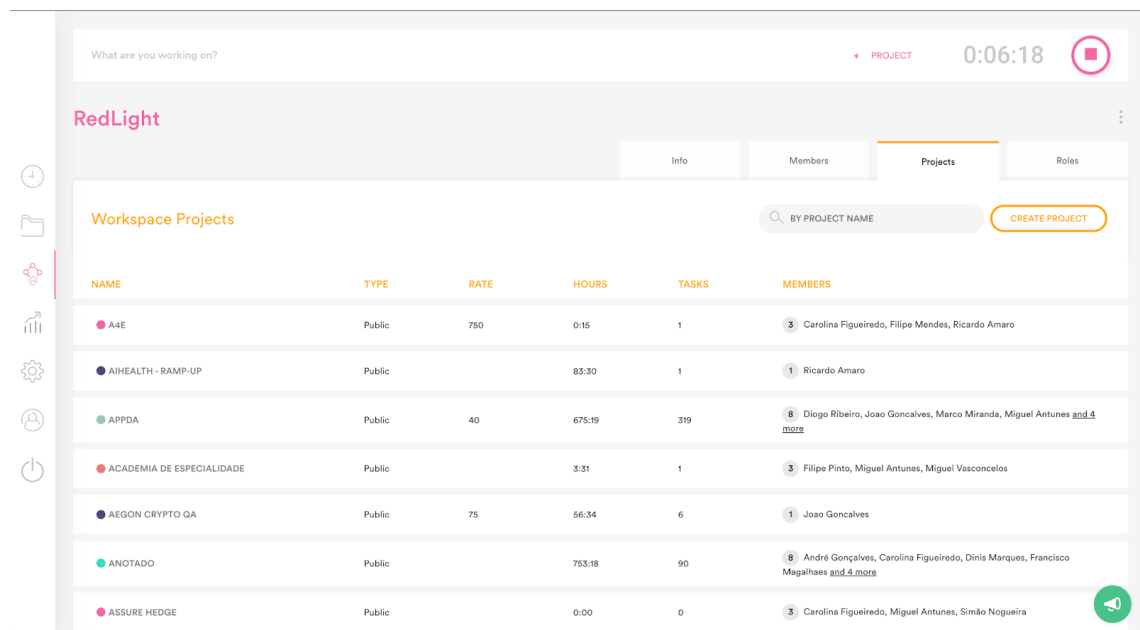 What are you working on?
+ PROJECT
0:06:18
RedLight
Info Members Projects Roles
Workspace Projects
BY PROJECT NAME
CREATE PROJECT
NAME TYPE RATE HOURS TASKS MEMBERS
A4E Public 750 0:15 1 3 Carolina Figueiredo, Filipe Mendes, Ricardo Amaro
AIHEALTH - RAMP-UP Public 83:30 1 1 Ricardo Amaro
APPDA Public 40 675:19 319 8 Diogo Ribeiro, Joao Goncalves, Marco Miranda, Miguel Antunes and 4
more
ACADEMIA DE ESPECIALIDADE Public 3:31 1 3 Filipe Pinto, Miguel Antunes, Miguel Vasconcelos
AEGON CRYPTO QA Public 75 56:34 6 1 Joao Goncalves
ANOTADO Public 753:18 90 8 André Gonçalves, Carolina Figueiredo, Dinis Marques, Francisco
Magalhaes and 4 more
ASSURE HEDGE Public 0:00 0 3 Carolina Figueiredo, Miguel Antunes, Simão Nogueira